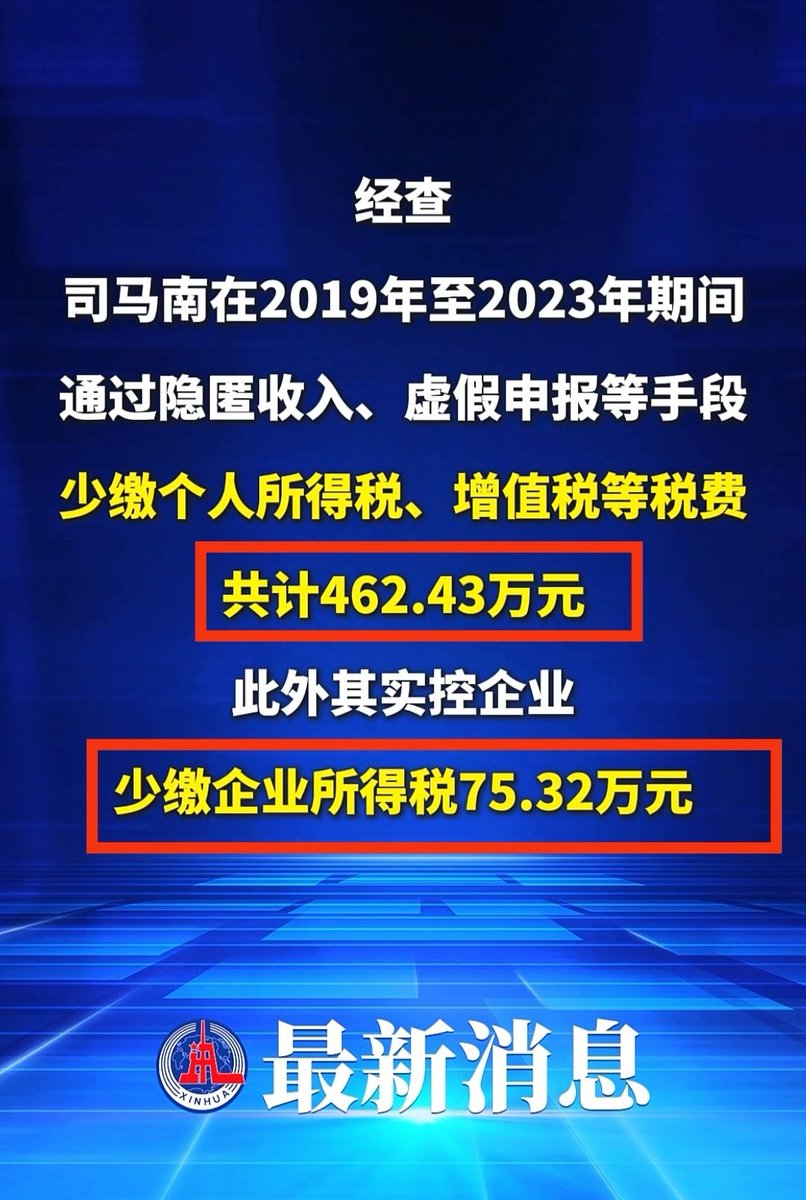 经查
司马南在2019年至2023年期间
通过隐匿收入、虚假申报等手段
少缴个人所得税、增值税等税费
共计462.43万元
此外其实控企业
少缴企业所得税75.32万元
XINHUA
最新消息